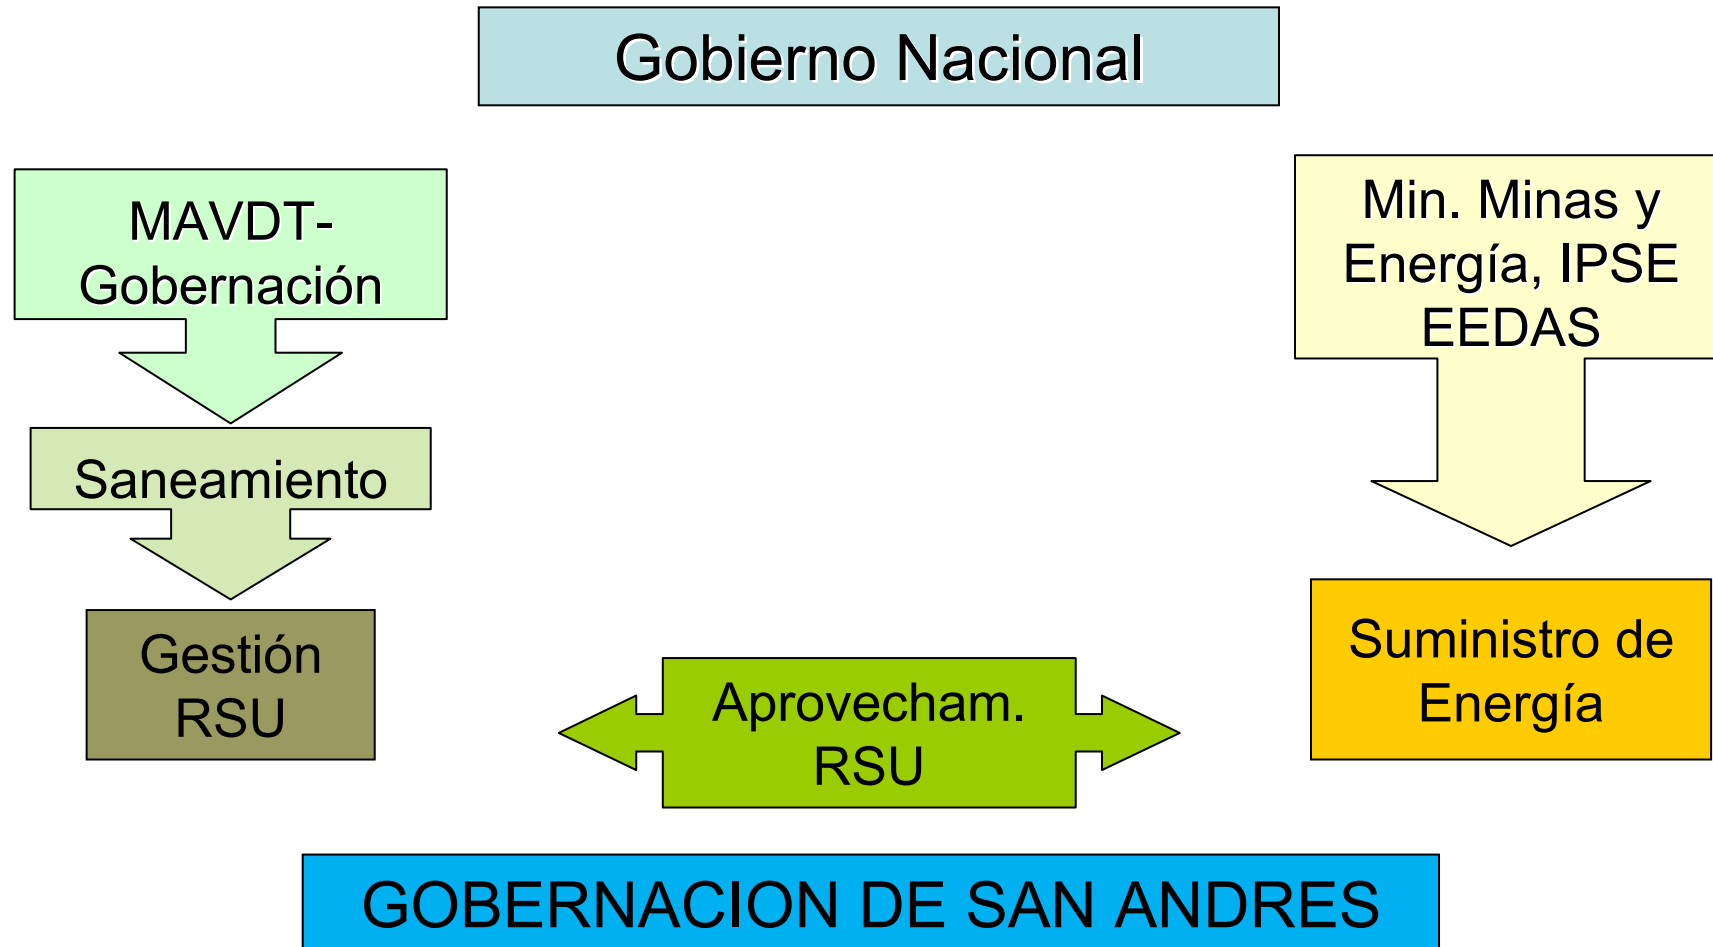 Gobierno Nacional
MAVDT-
Gobernación
Min. Minas y
Energía, IPSE
EEDAS
Saneamiento
Gestión
RSU
Aprovecham.
RSU
Suministro de
Energía
GOBERNACION DE SAN ANDRES